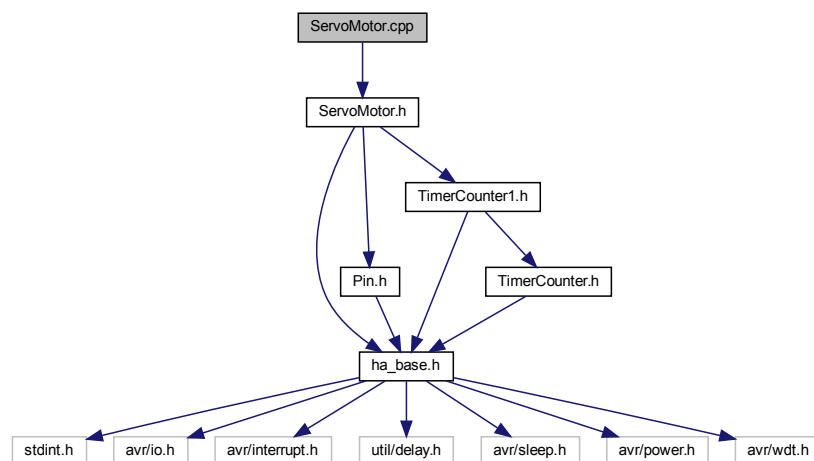 ServoMotor.cpp
ServoMotor.h
TimerCounter1.h
Pin.h
TimerCounter.h
ha_base.h
stdint.h
avr/io.h
avr/interrupt.h
util/delay.h
avr/sleep.h
avr/power.h
avr/wdt.h